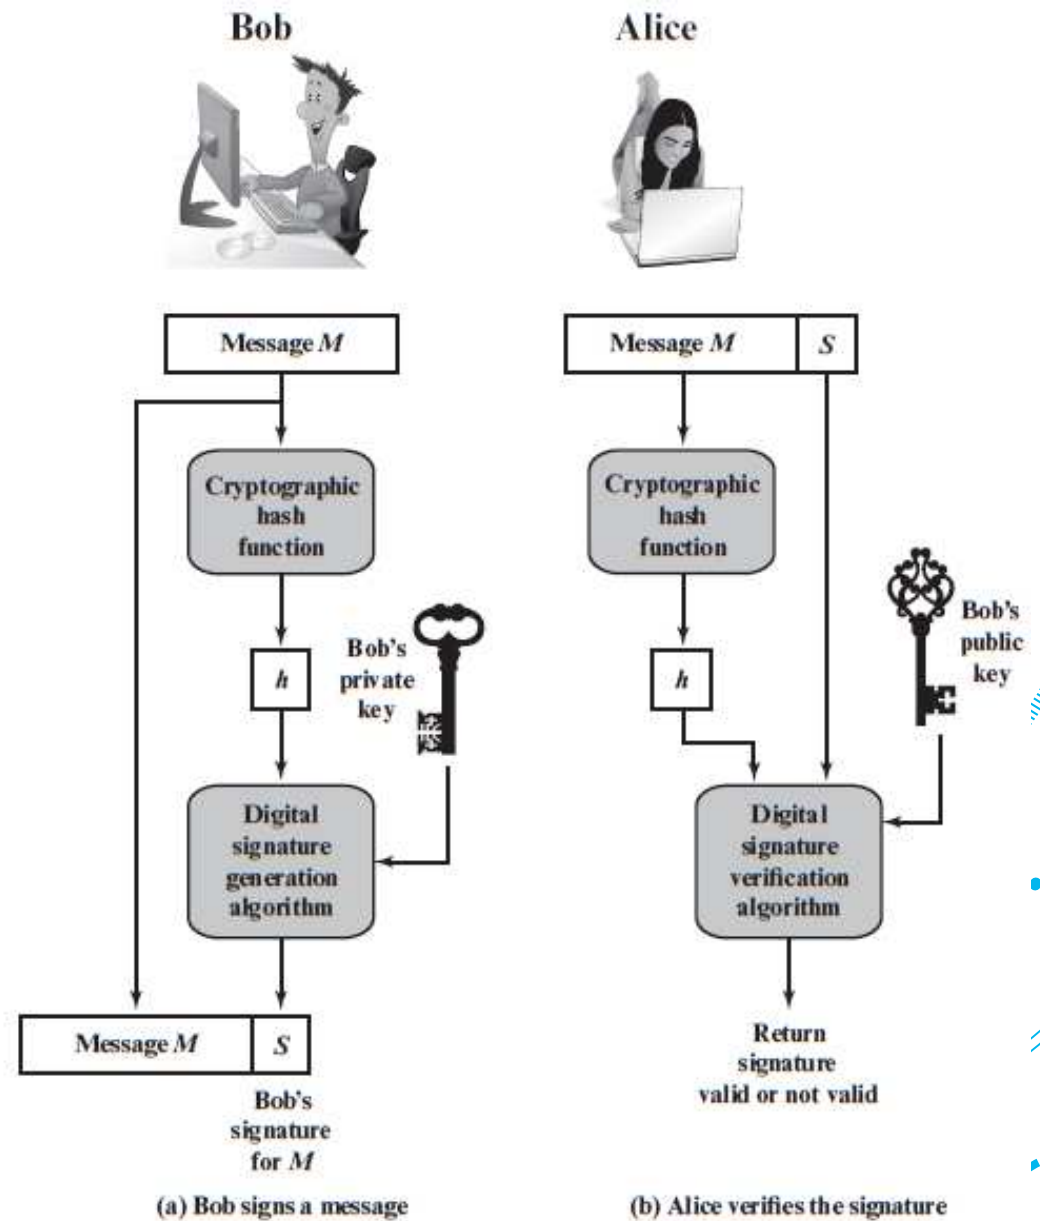 Bob
Message M
Cryptographic
hash
function
h
Bob's
private
key
Digital
signature
generation
algorithm
Message M S
Bob's
signature
for M
(a) Bob signs a message
Alice
Message M S
Cryptographic
hash
function
h
Bob's
public
key
Digital
signature
verification
algorithm
Return
signature
valid or not valid
(b) Alice verifies the signature